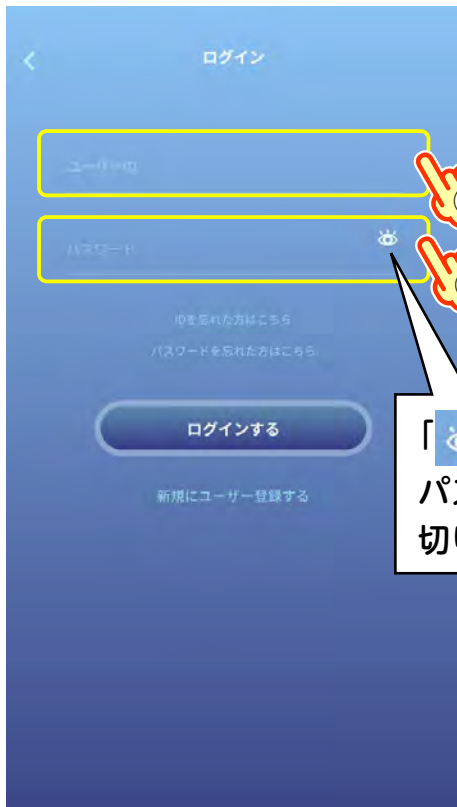 ログイン
ユーザーID
パスワード
IDを忘れた方はこちら
パスワードを忘れた方はこちら
ログインする
新規にユーザー登録する
「
パス
切り